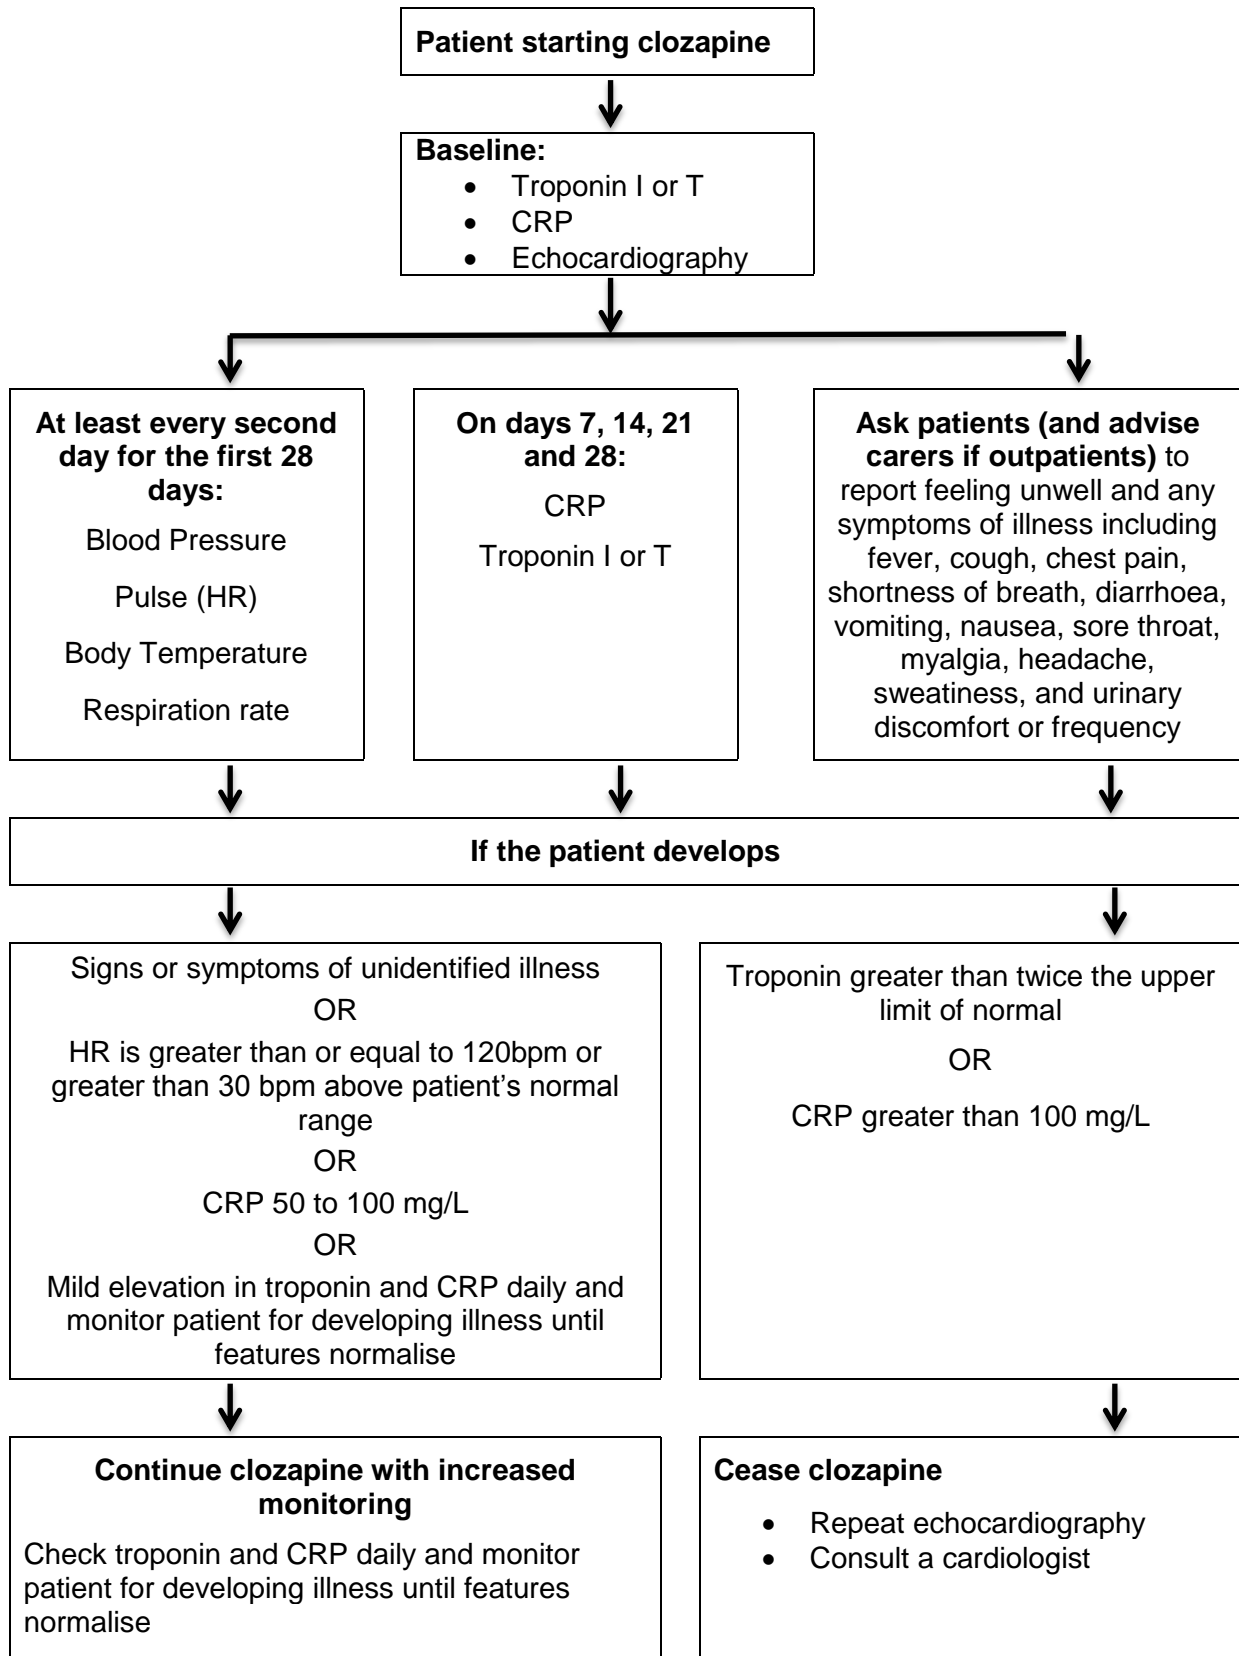 Patient starting clozapine
Baseline:
• Troponin I or T
• CRP
• Echocardiography
At least every second
day for the first 28
days:
Blood Pressure
Pulse (HR)
Body Temperature
Respiration rate
On days 7, 14, 21
and 28:
CRP
Troponin I or T
Ask patients (and advise
carers if outpatients) to
report feeling unwell and any
symptoms of illness including
fever, cough, chest pain,
shortness of breath, diarrhoea,
vomiting, nausea, sore throat,
myalgia, headache,
sweatiness, and urinary
discomfort or frequency
If the patient develops
Signs or symptoms of unidentified illness
OR
HR is greater than or equal to 120bpm or
greater than 30 bpm above patient’s normal
range
OR
CRP 50 to 100 mg/L
OR
Mild elevation in troponin and CRP daily and
monitor patient for developing illness until
features normalise
Troponin greater than twice the upper
limit of normal
OR
CRP greater than 100 mg/L
Continue clozapine with increased
monitoring
Check troponin and CRP daily and monitor
patient for developing illness until features
normalise
Cease clozapine
• Repeat echocardiography
• Consult a cardiologist